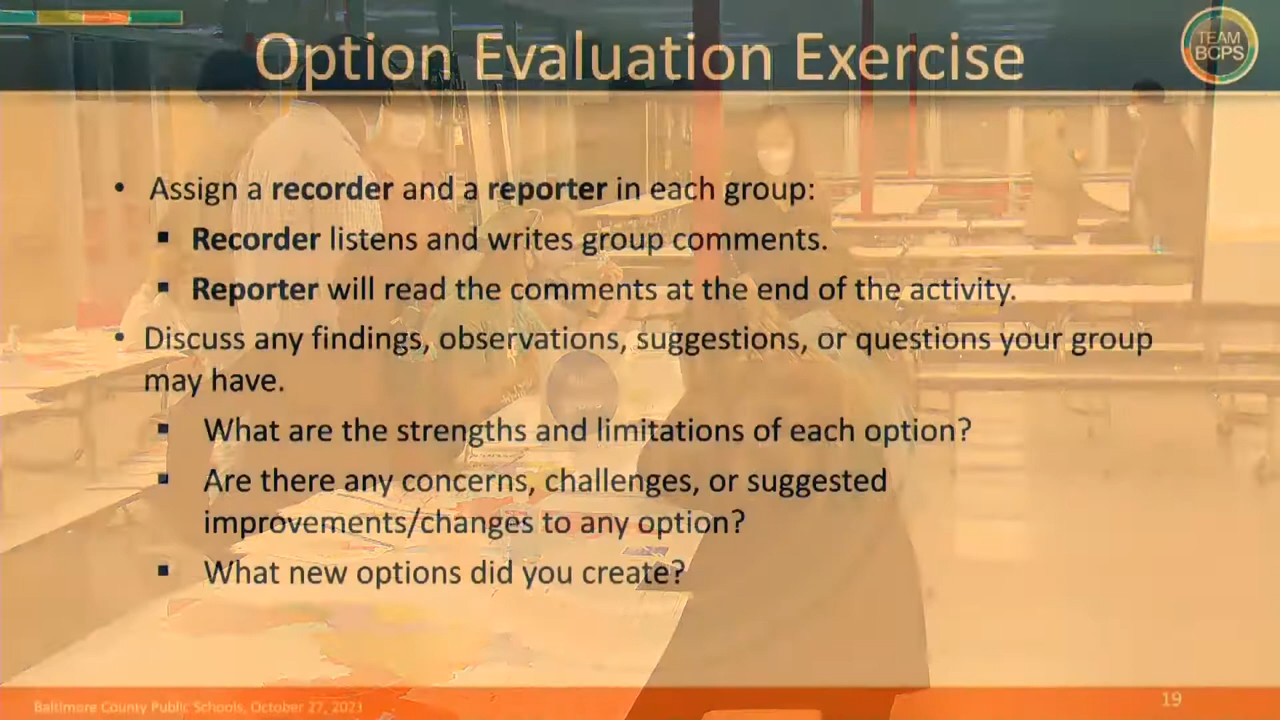 Option Evaluation Exercise
TEAM
BCPS
• Assign a recorder and a reporter in each group:
▪ Recorder listens and writes group comments.
▪ Reporter will read the comments at the end of the activity.
• Discuss any findings, observations, suggestions, or questions your group
may have.
▪ What are the strengths and limitations of each option?
▪ Are there any concerns, challenges, or suggested
improvements/changes to any option?
▪ What new options did you create?
Baltimore County Public Schools, October 27, 2021
19